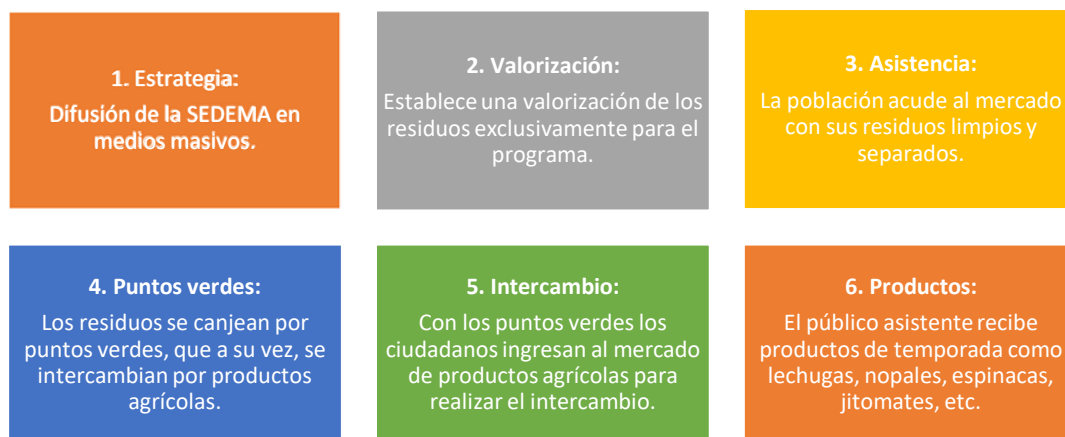 1. Estrategia:
Difusión de la SEDEMA en
medios masivos.
2. Valorización:
Establece una valorización de los
residuos exclusivamente para el
programa.
3. Asistencia:
La población acude al mercado
con sus residuos limpios y
separados.
4. Puntos verdes:
Los residuos se canjean por
puntos verdes, que a su vez, se
intercambian por productos
agrícolas.
5. Intercambio:
Con los puntos verdes los
ciudadanos ingresan al mercado
de productos agrícolas para
realizar el intercambio.
6. Productos:
El público asistente recibe
productos de temporada como
lechugas, nopales, espinacas,
jitomates, etc.